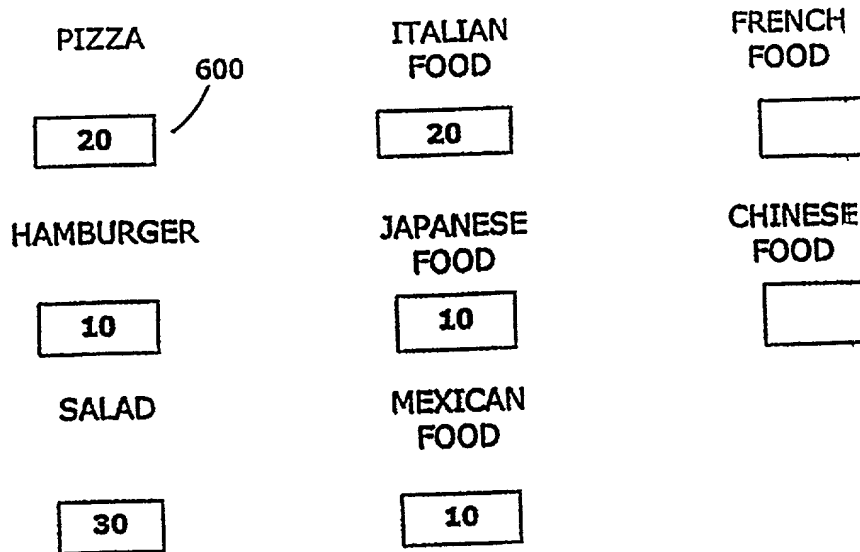 PIZZA
600
20
ITALIAN
FOOD
20
FRENCH
FOOD
HAMBURGER
10
JAPANESE
FOOD
10
CHINESE
FOOD
SALAD
30
MEXICAN
FOOD
10